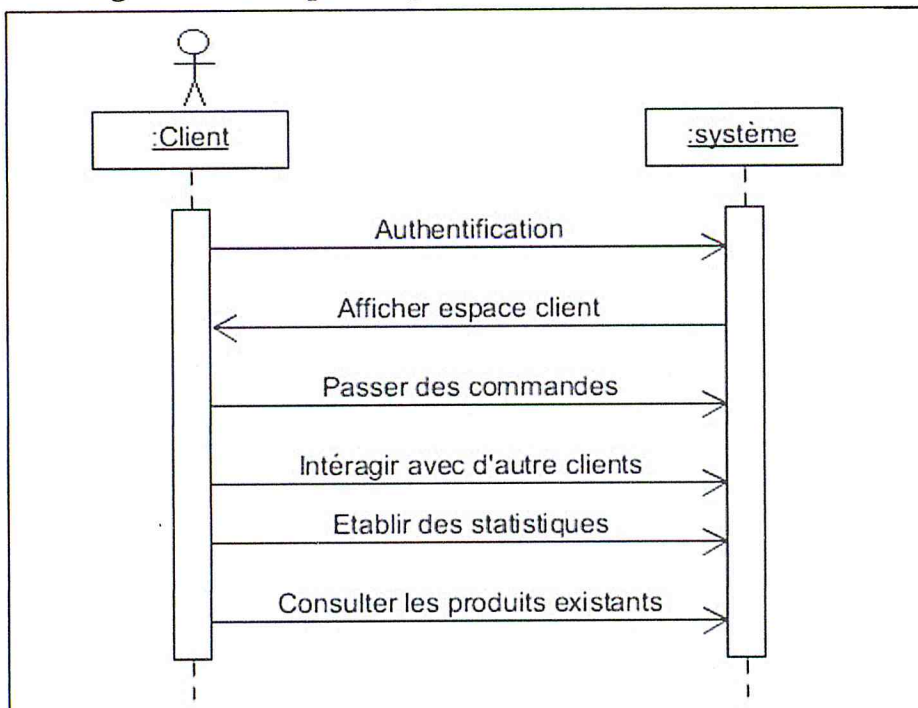 :Client
:système
Authentification
Afficher espace client
Passer des commandes
Intéragir avec d'autre clients
Etablir des statistiques
Consulter les produits existants